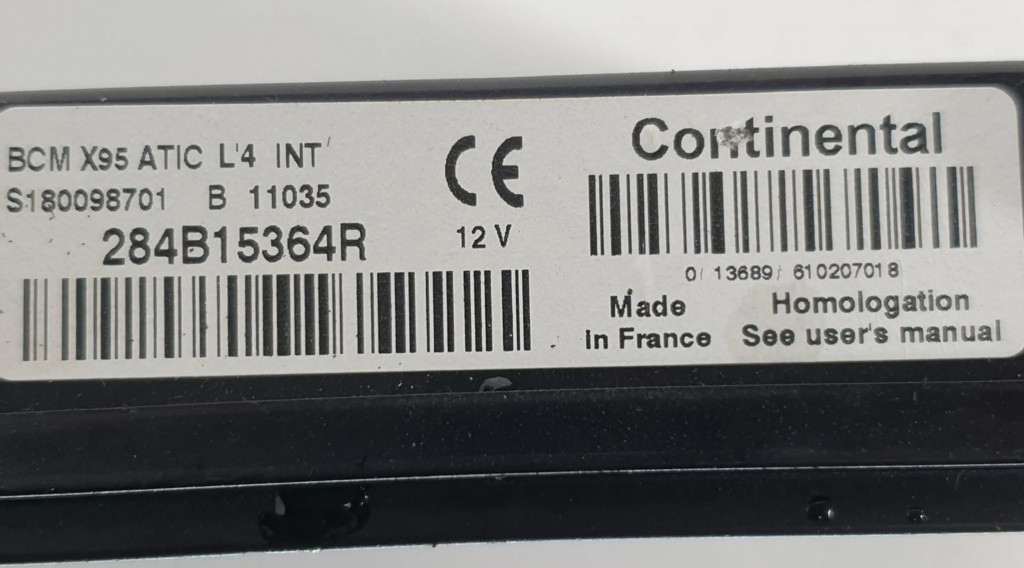 BCM X95 ATIC L'4 INT'
S180098701 B 11035
284B15364R
CE
12 V
Continental
0/ 13689/ 610207018
Made
in France
Homologation
See user's manual